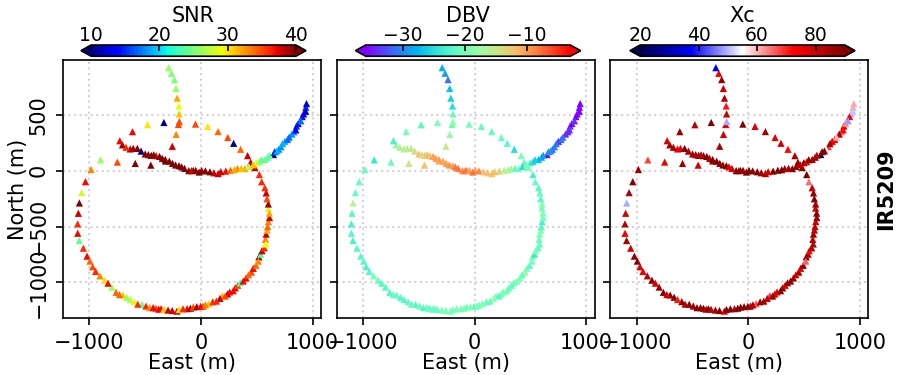 SNR DBV Xc
10 20 30 40 −30 −20 −10 20 40 60 80
500
0
−500
−1000
North (m)
IR5209
−1000 0 1000 −1000 0 1000 −1000 0 1000
East (m) East (m) East (m)